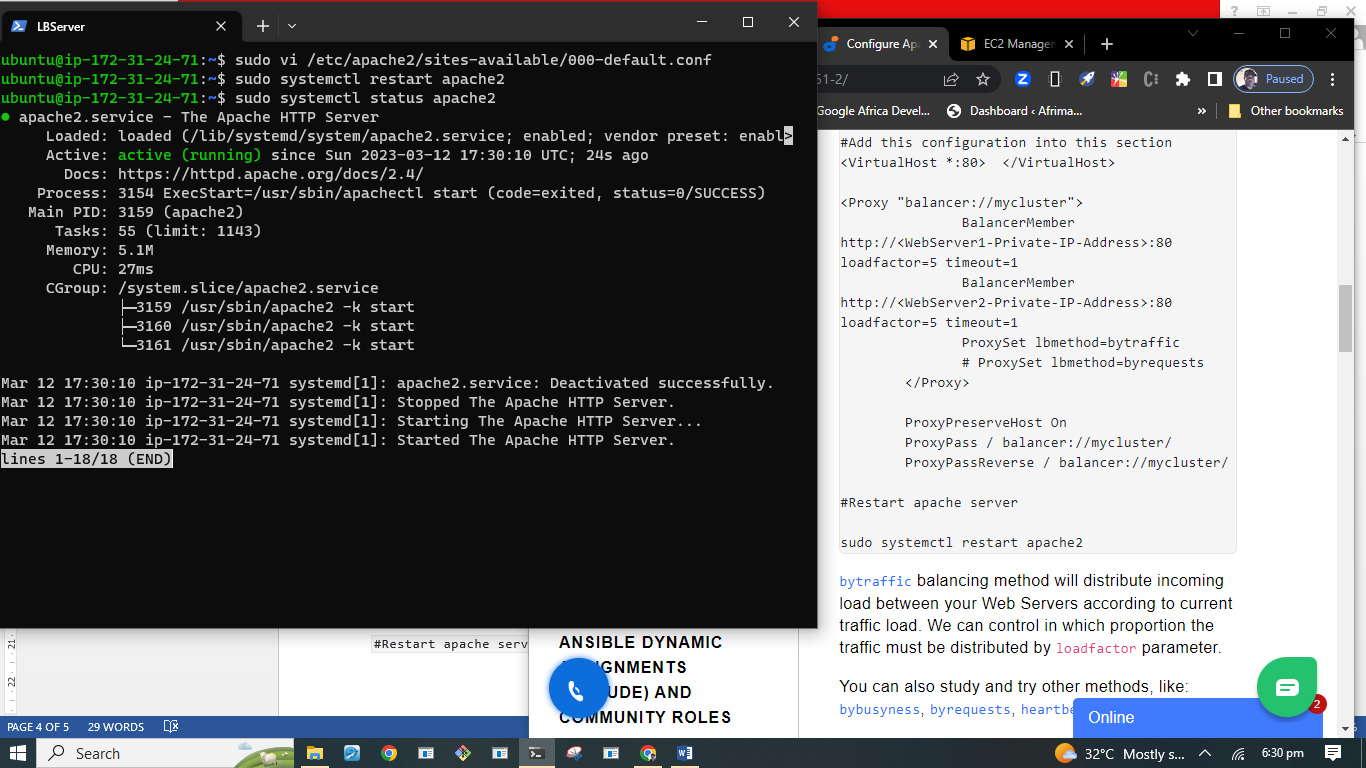 LBServer
ubuntu@ip-172-31-24-71:~$ sudo vi /etc/apache2/sites-available/000-default.conf
ubuntu@ip-172-31-24-71:~$ sudo systemctl restart apache2
ubuntu@ip-172-31-24-71:~$ sudo systemctl status apache2
● apache2.service - The Apache HTTP Server
Loaded: loaded (/lib/systemd/system/apache2.service; enabled; vendor preset: enabl>
Active: active (running) since Sun 2023-03-12 17:30:10 UTC; 24s ago
Docs: https://httpd.apache.org/docs/2.4/
Process: 3154 ExecStart=/usr/sbin/apachectl start (code=exited, status=0/SUCCESS)
Main PID: 3159 (apache2)
Tasks: 55 (limit: 1143)
Memory: 5.1M
CPU: 27ms
CGroup: /system.slice/apache2.service
├─3159 /usr/sbin/apache2 -k start
├─3160 /usr/sbin/apache2 -k start
└─3161 /usr/sbin/apache2 -k start
Mar 12 17:30:10 ip-172-31-24-71 systemd[1]: apache2.service: Deactivated successfully.
Mar 12 17:30:10 ip-172-31-24-71 systemd[1]: Stopped The Apache HTTP Server.
Mar 12 17:30:10 ip-172-31-24-71 systemd[1]: Starting The Apache HTTP Server...
Mar 12 17:30:10 ip-172-31-24-71 systemd[1]: Started The Apache HTTP Server.
lines 1-18/18 (END)
Configure Ap
EC2 Manage
51-2/
Paused
Google Africa Devel...
Dashboard ‹ Afrima...
»
Other bookmarks
#Add this configuration into this section
<VirtualHost *:80>  </VirtualHost>
<Proxy "balancer://mycluster">
BalancerMember
http://<WebServer1-Private-IP-Address>:80
loadfactor=5 timeout=1
BalancerMember
http://<WebServer2-Private-IP-Address>:80
loadfactor=5 timeout=1
ProxySet lbmethod=bytraffic
# ProxySet lbmethod=byrequests
</Proxy>
ProxyPreserveHost On
ProxyPass / balancer://mycluster/
ProxyPassReverse / balancer://mycluster/
#Restart apache server
sudo systemctl restart apache2
bytraffic balancing method will distribute incoming
load between your Web Servers according to current
traffic load. We can control in which proportion the
traffic must be distributed by loadfactor parameter.
You can also study and try other methods, like:
bybusyness, byrequests, heartbe
Online
2
21
22
#Restart apache serv
ANSIBLE DYNAMIC
GNMENTS
UDE) AND
COMMUNITY ROLES
PAGE 4 OF 5
29 WORDS
Search
32°C
Mostly s...
6:30 pm